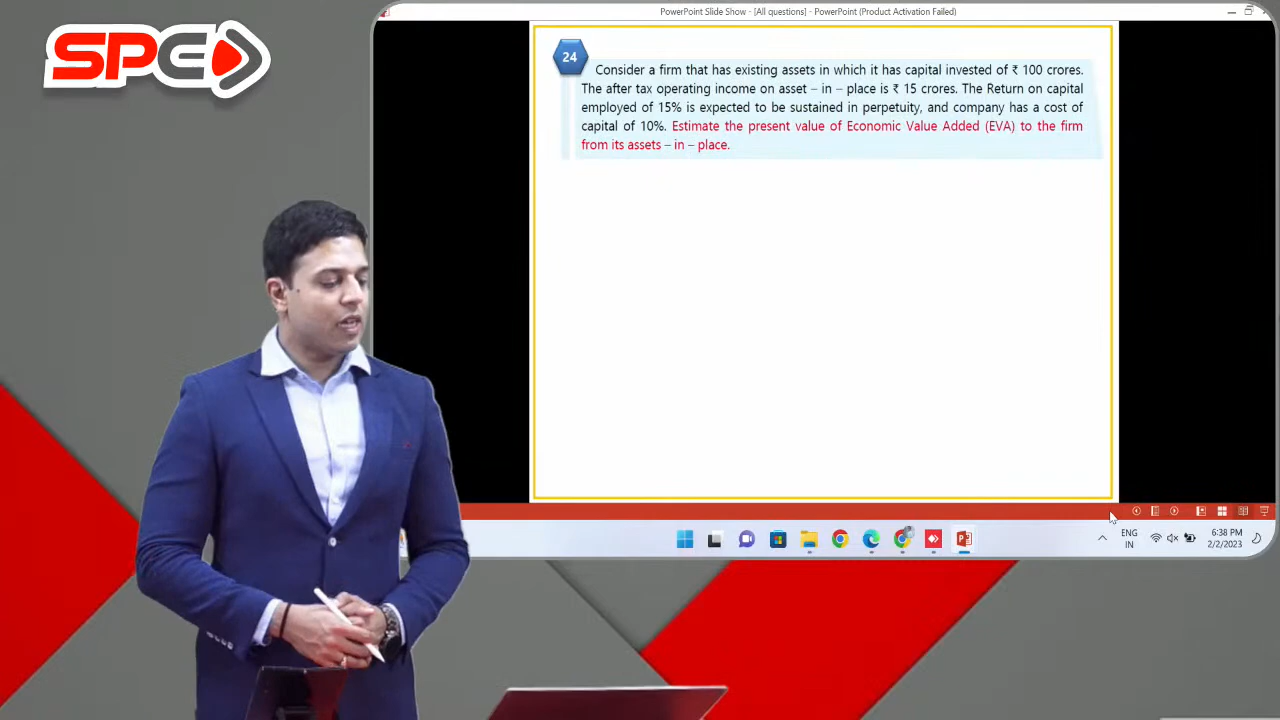 SPED
PowerPoint Slide Show - [All questions] - PowerPoint (Product Activation Failed)
24
Consider a firm that has existing assets in which it has capital invested of ₹ 100 crores.
The after tax operating income on asset – in – place is ₹ 15 crores. The Return on capital
employed of 15% is expected to be sustained in perpetuity, and company has a cost of
capital of 10%. Estimate the present value of Economic Value Added (EVA) to the firm
from its assets – in – place.
ENG
IN
6:38 PM
2/2/2023